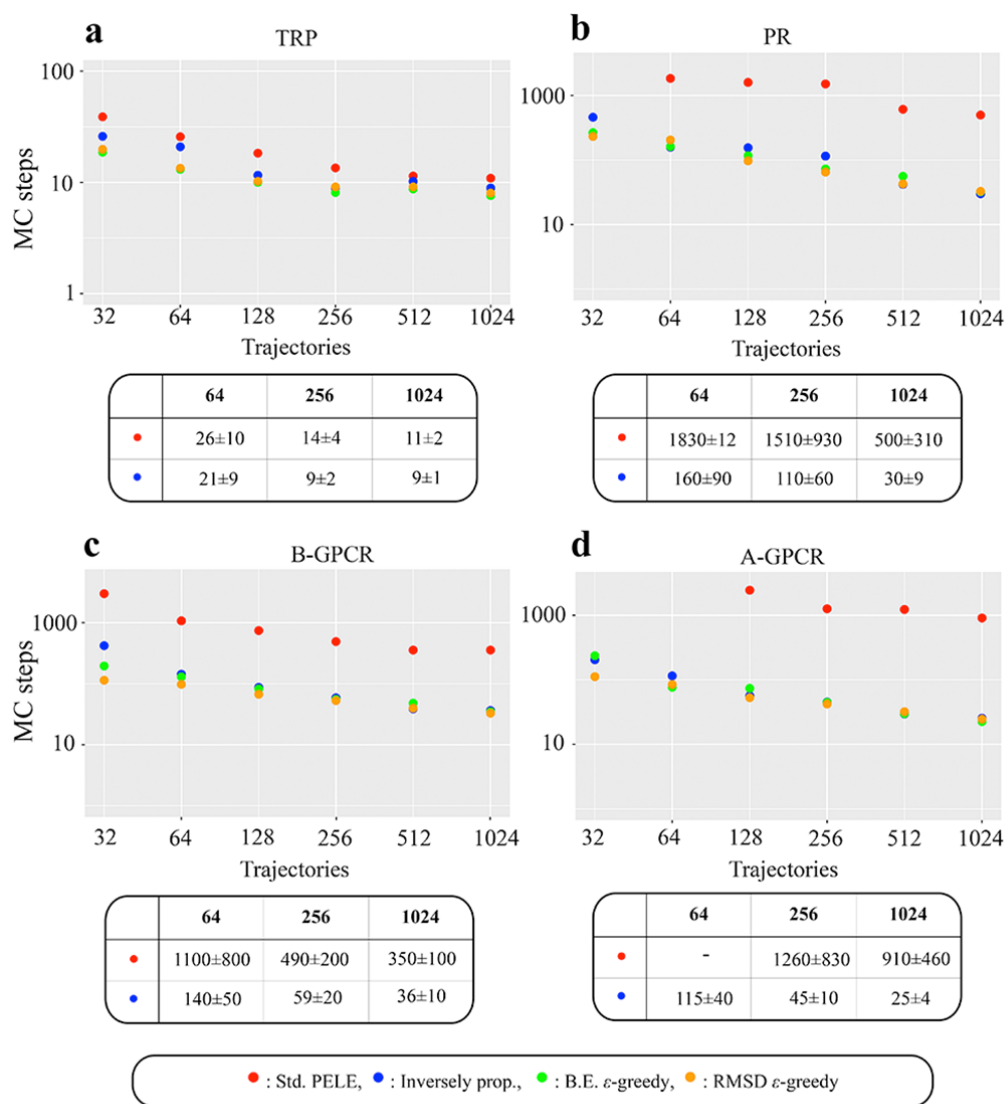 a
TRP
100
10
1
MC steps
32 64 128 256 512 1024
Trajectories
64 256 1024
26±10 14±4 11±2
21±9 9±2 9±1
b
PR
1000
10
32 64 128 256 512 1024
Trajectories
64 256 1024
1830±12 1510±930 500±310
160±90 110±60 30±9
c
B-GPCR
1000
10
MC steps
32 64 128 256 512 1024
Trajectories
64 256 1024
1100±800 490±200 350±100
140±50 59±20 36±10
d
A-GPCR
1000
10
32 64 128 256 512 1024
Trajectories
64 256 1024
- 1260±830 910±460
115±40 45±10 25±4
: Std. PELE, : Inversely prop., : B.E. ε-greedy, : RMSD ε-greedy